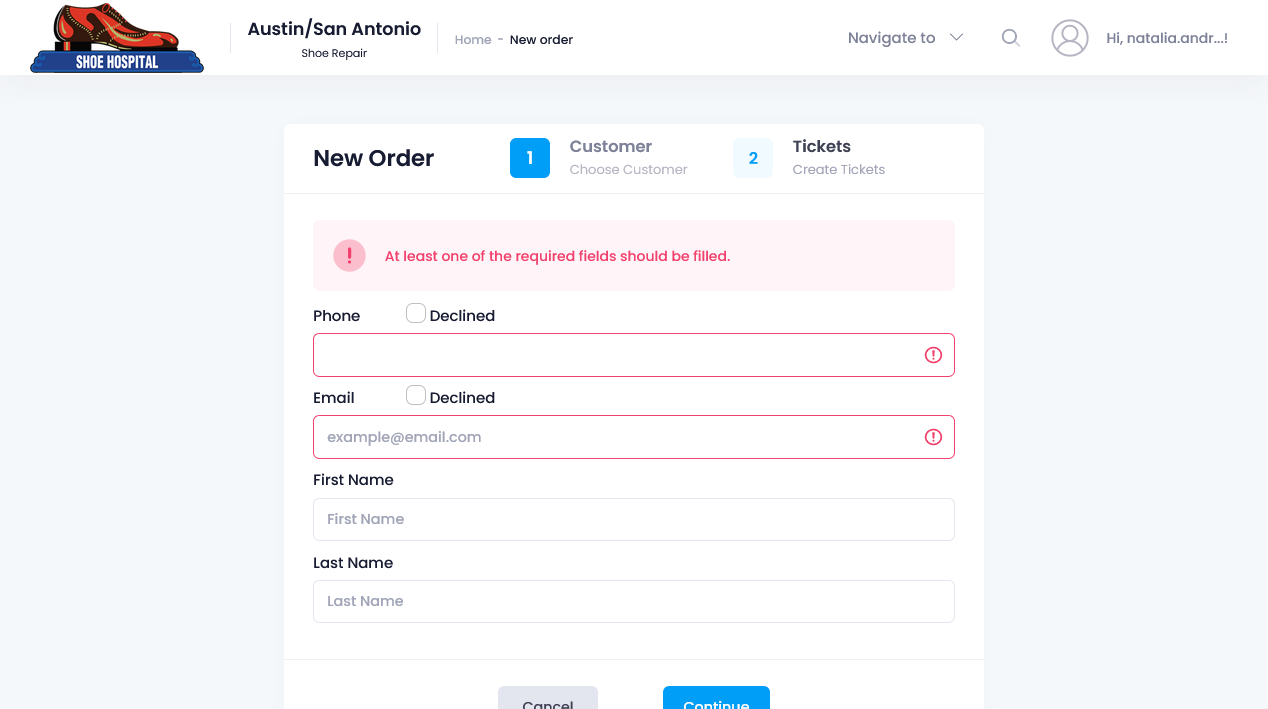 SHOE HOSPITAL
Austin/San Antonio
Shoe Repair
Home - New order
Navigate to
Hi, natalia.andr...!
New Order
1
Customer
Choose Customer
2
Tickets
Create Tickets
! At least one of the required fields should be filled.
Phone
Declined
Email
Declined
example@email.com
First Name
First Name
Last Name
Last Name
Cancel
Continue